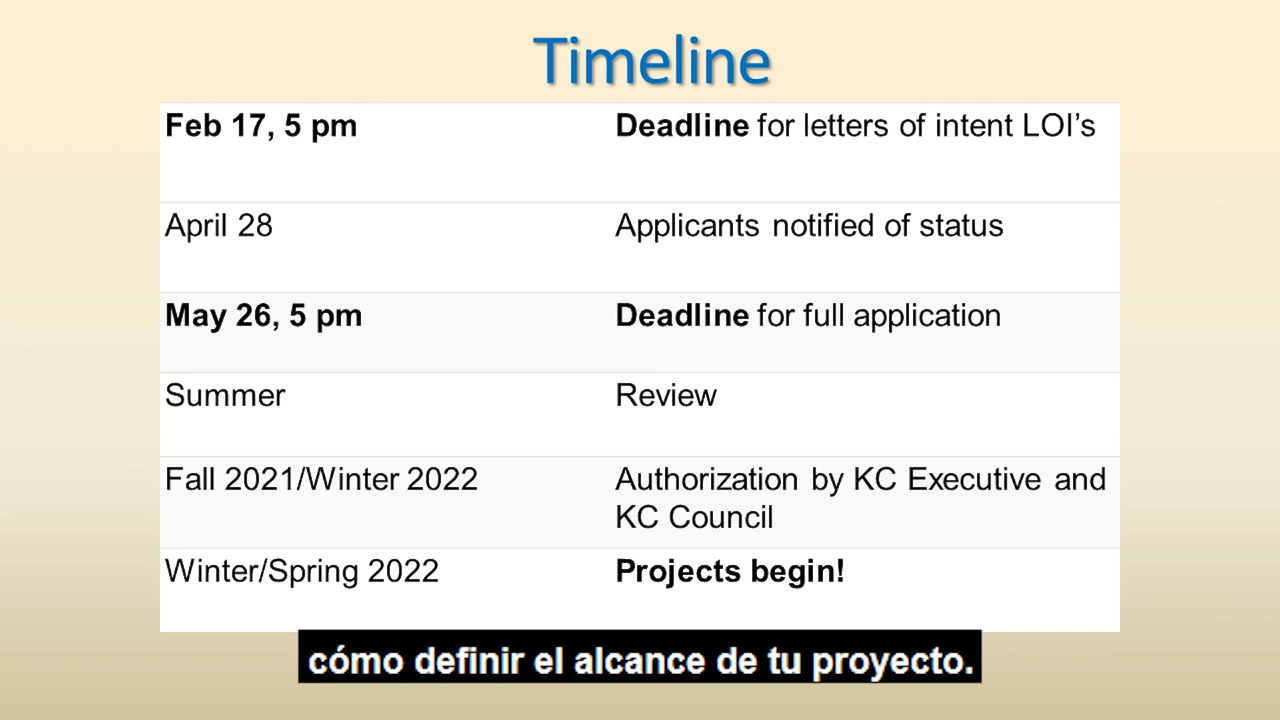 Timeline
Feb 17, 5 pm
Deadline for letters of intent LOI’s
April 28
Applicants notified of status
May 26, 5 pm
Deadline for full application
Summer
Review
Fall 2021/Winter 2022
Authorization by KC Executive and
KC Council
Winter/Spring 2022
Projects begin!
cómo definir el alcance de tu proyecto.